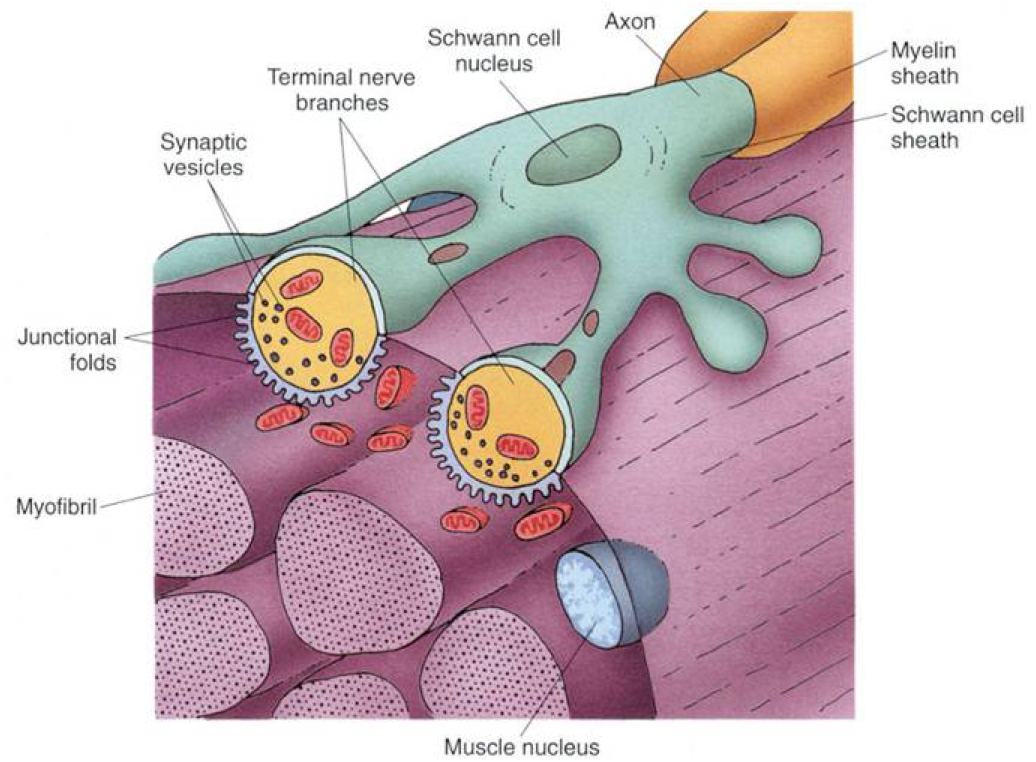 Axon
Schwann cell
nucleus
Myelin
sheath
Terminal nerve
branches
Schwann cell
sheath
Synaptic
vesicles
Junctional
folds
Myofibril
Muscle nucleus